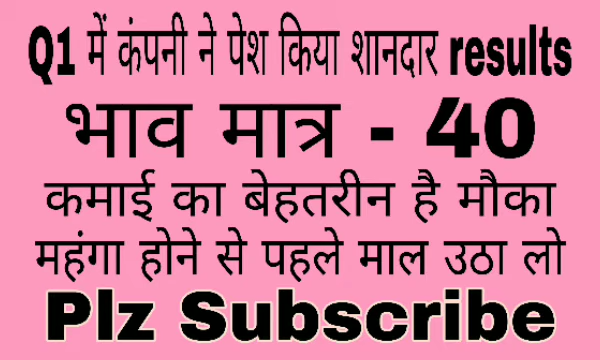 Q1 में कंपनी ने पेश किया शानदार results
भाव मात्र - 40
कमाई का बेहतरीन है मौका
महंगा होने से पहले माल उठा लो
Plz Subscribe